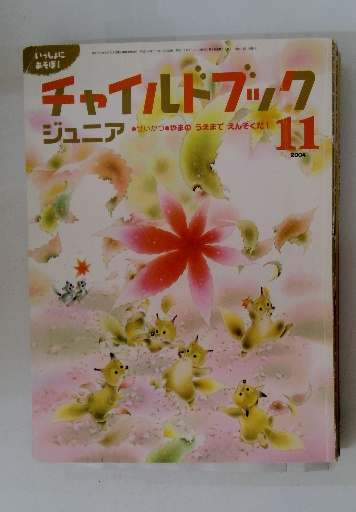 いっしょに
あそぼ!
チャイルドブック
ジュニア
●せいかつ●やまの うえまで えんそくだ!
11
2004